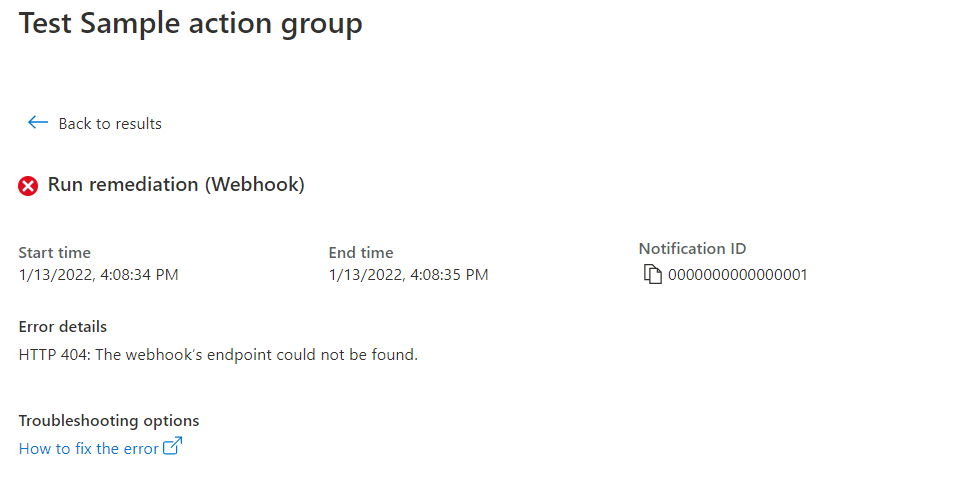 Test Sample action group
Back to results
Run remediation (Webhook)
Start time
1/13/2022, 4:08:34 PM
End time
1/13/2022, 4:08:35 PM
Notification ID
0000000000000001
Error details
HTTP 404: The webhook’s endpoint could not be found.
Troubleshooting options
How to fix the error